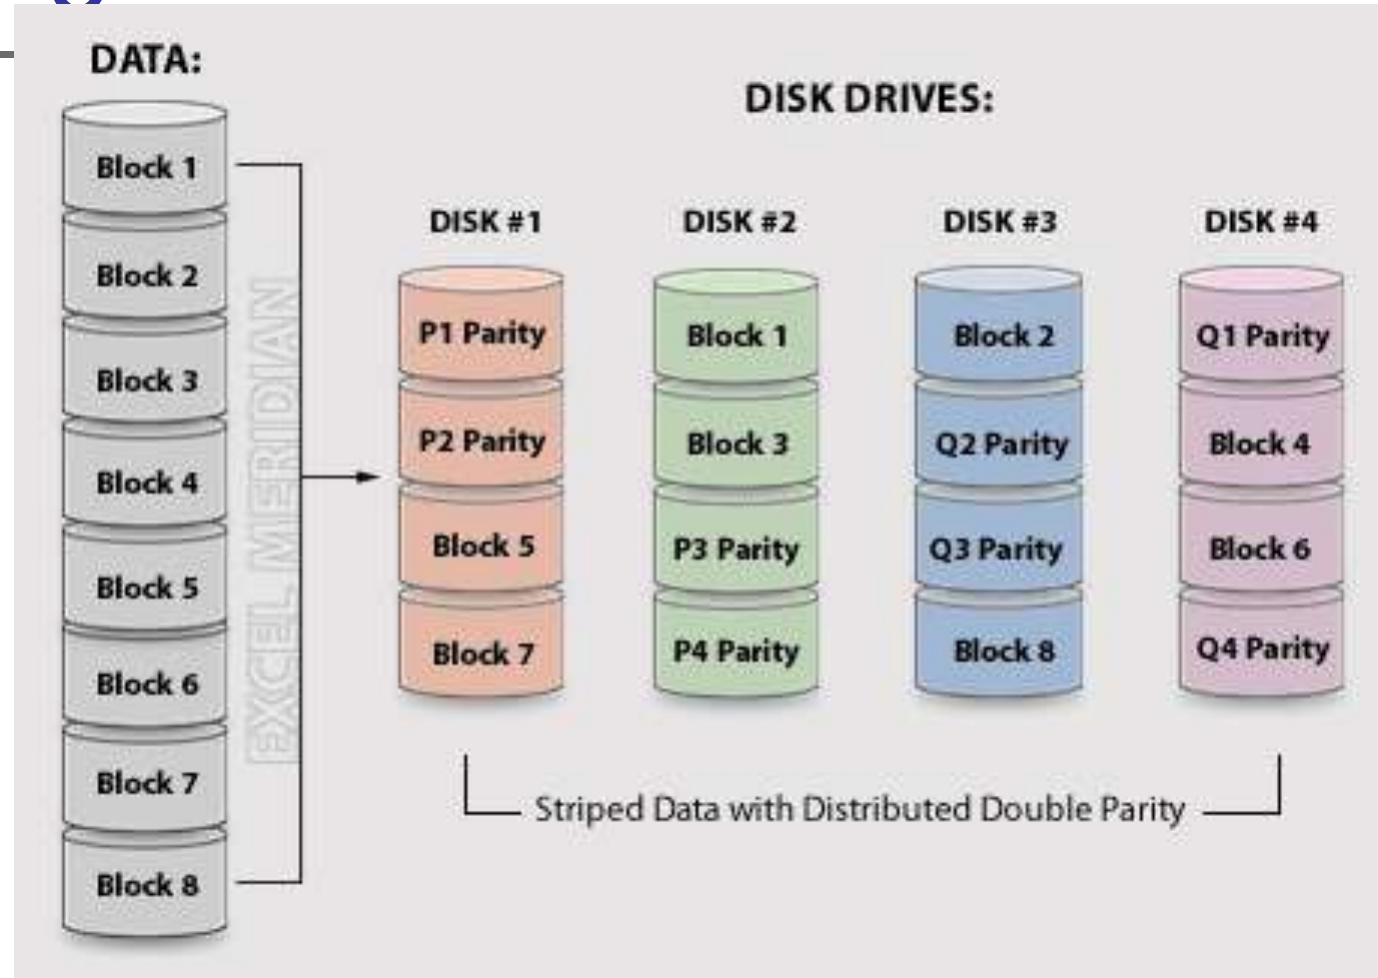 DATA:
DISK DRIVES:
Block 1
Block 2
Block 3
Block 4
Block 5
Block 6
Block 7
Block 8
EXCEL MERIDIAN
DISK #1
P1 Parity
P2 Parity
Block 5
Block 7
DISK #2
Block 1
Block 3
P3 Parity
P4 Parity
DISK #3
Block 2
Q2 Parity
Q3 Parity
Block 8
DISK #4
Q1 Parity
Block 4
Block 6
Q4 Parity
Striped Data with Distributed Double Parity